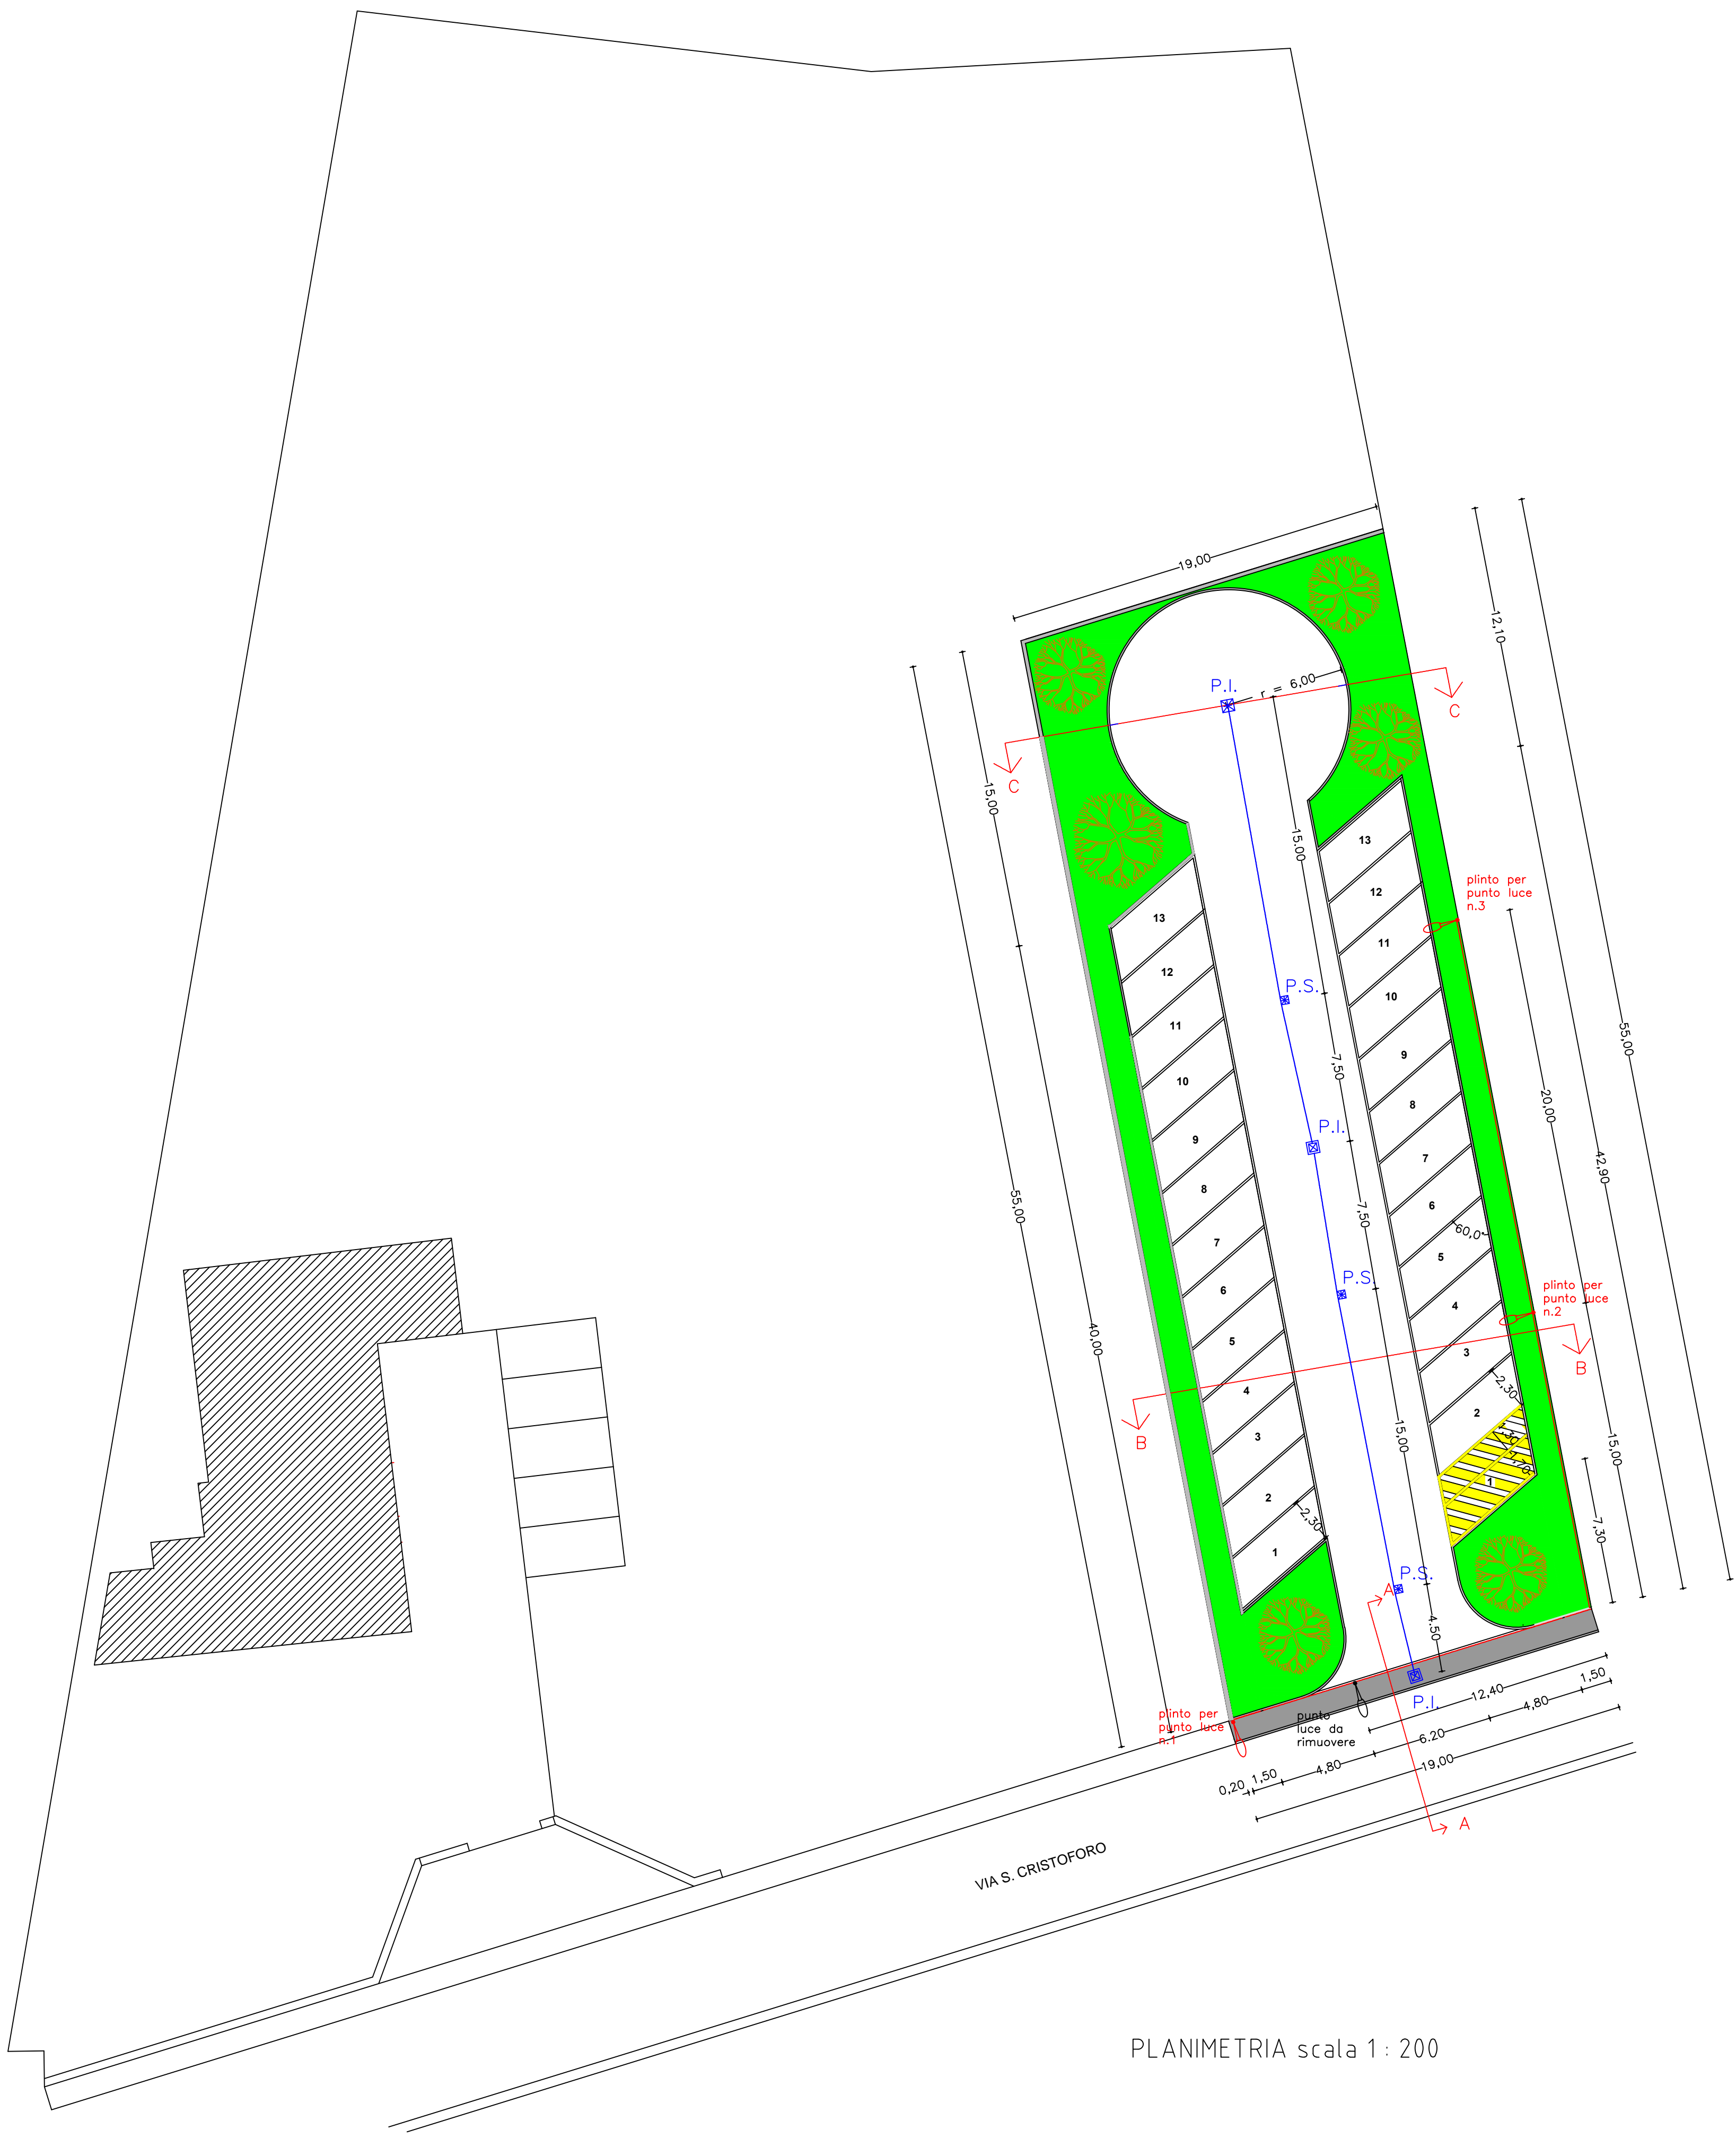 19,00
12,10
r = 6,00
P.I.
C
C
15,00
15.00
13
12
11
10
9
8
7
6
5
4
3
2
1
13
12
11
10
9
8
7
6
5
4
3
2
1
plinto per
punto luce
n.3
P.S.
7,50
55,00
P.I.
20,00
42,90
7,50
55,00
60,0°
P.S.
plinto per
punto luce
n.2
40,00
B
B
2,30
15,00
15,00
2,30
7,30
P.S.
A
4.50
12,40
1,50
P.I.
4,80
plinto per
punto luce
n.1
punto
luce da
rimuovere
6.20
4,80
19,00
0,20
1,50
A
VIA S. CRISTOFORO
PLANIMETRIA scala 1 : 200